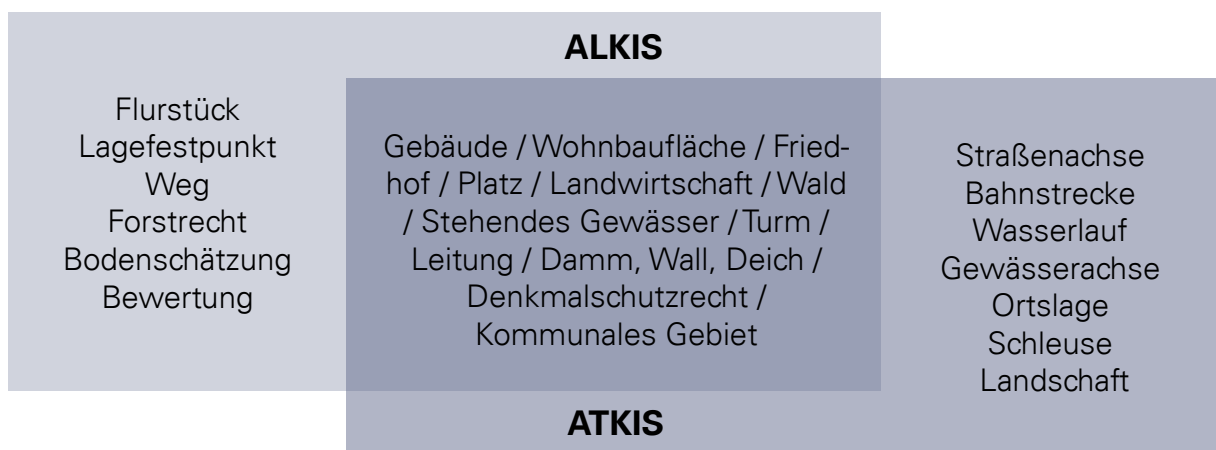 ALKIS
Flurstück
Lagefestpunkt
Weg
Forstrecht
Bodenschätzung
Bewertung
Gebäude / Wohnbaufläche / Fried-
hof / Platz / Landwirtschaft / Wald
/ Stehendes Gewässer / Turm /
Leitung / Damm, Wall, Deich /
Denkmalschutzrecht /
Kommunales Gebiet
Straßenachse
Bahnstrecke
Wasserlauf
Gewässerachse
Ortslage
Schleuse
Landschaft
ATKIS